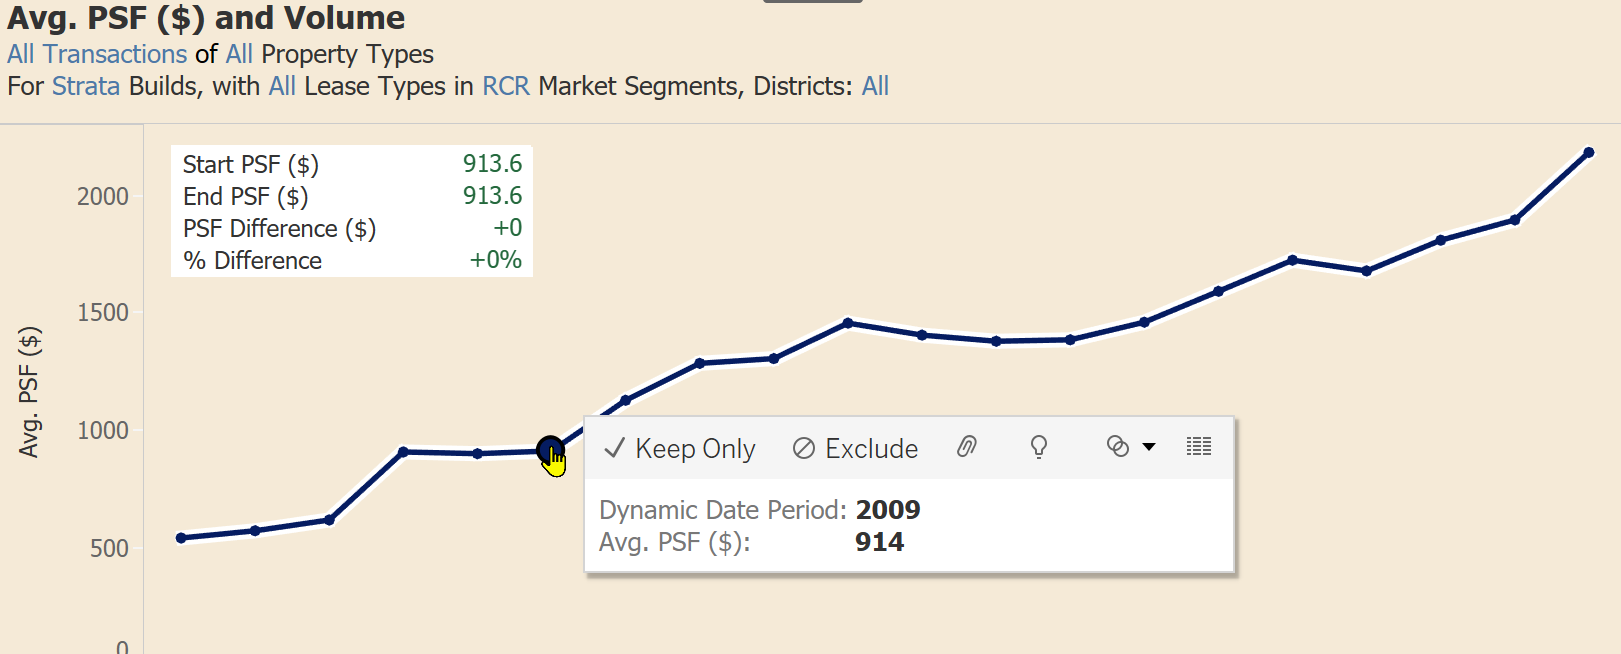 Avg. PSF ($) and Volume
All Transactions of All Property Types
For Strata Builds, with All Lease Types in RCR Market Segments, Districts: All
Start PSF ($) 913.6
End PSF ($) 913.6
PSF Difference ($) +0
% Difference +0%
Avg. PSF ($)
2000
1500
1000
500
0
Keep Only Exclude
Dynamic Date Period: 2009
Avg. PSF ($): 914